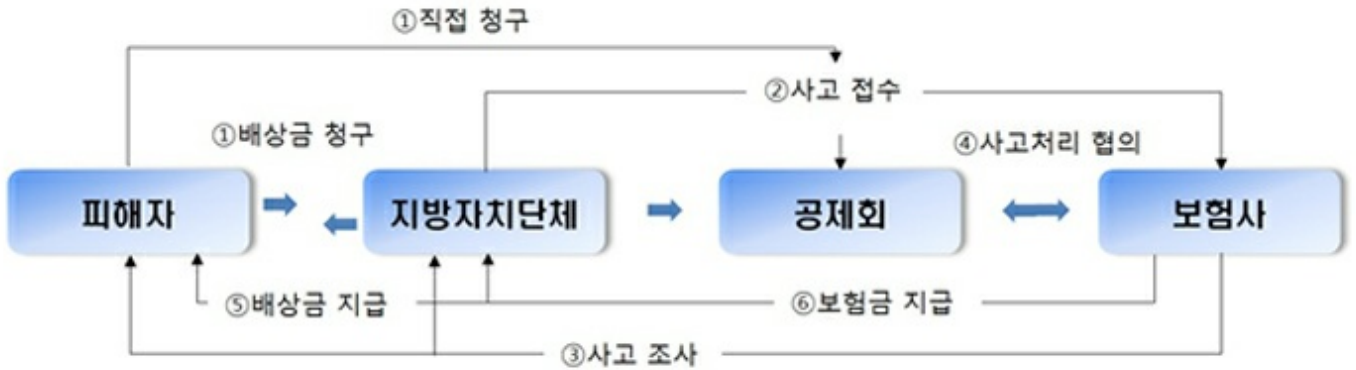 ①직접 청구
②사고 접수
①배상금 청구
④사고처리 협의
피해자
지방자치단체
공제회
보험사
⑤배상금 지급
⑥보험금 지급
③사고 조사